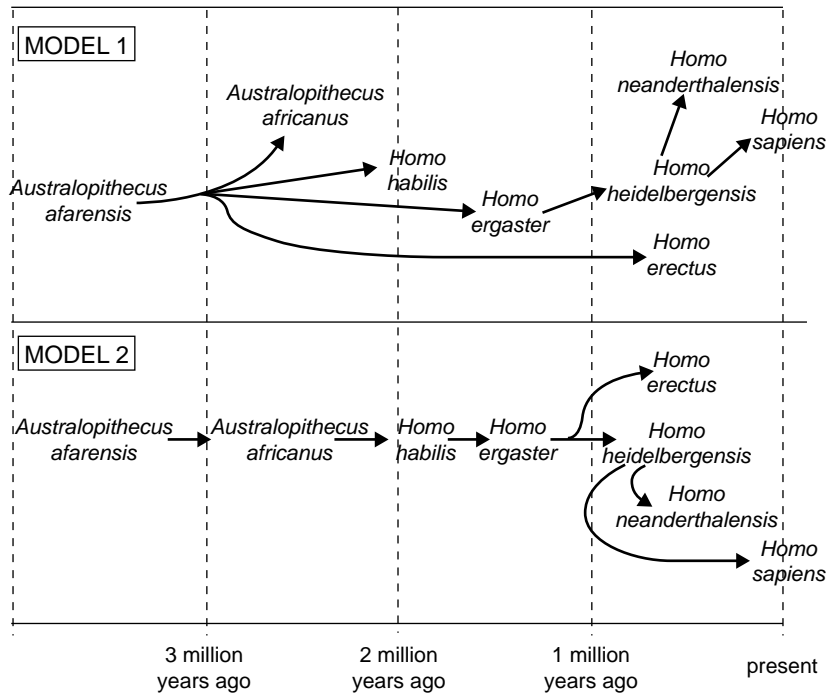 MODEL 1
Australopithecus
afarensis
Australopithecus
africanus
Homo
habilis
Homo
ergaster
Homo
neanderthalensis
Homo
heidelbergensis
Homo
sapiens
Homo
erectus
MODEL 2
Australopithecus
afarensis
Australopithecus
africanus
Homo
habilis
Homo
ergaster
Homo
erectus
Homo
heidelbergensis
Homo
neanderthalensis
Homo
sapiens
3 million
years ago
2 million
years ago
1 million
years ago
present